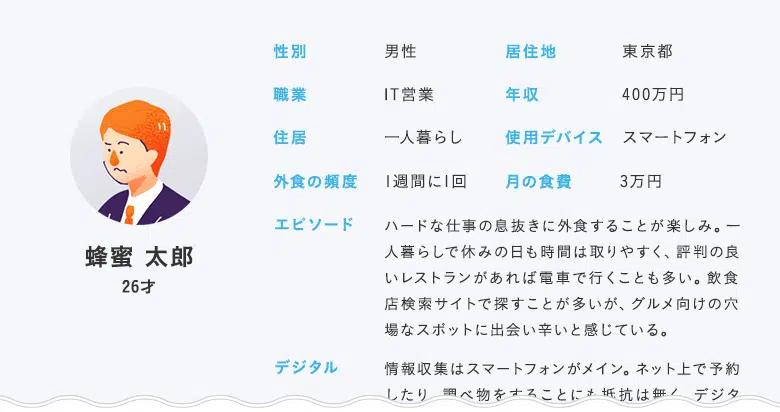 性別 男性 居住地 東京都
職業 IT営業 年収 400万円
住居 一人暮らし 使用デバイス スマートフォン
外食の頻度 1週間に1回 月の食費 3万円
蜂蜜 太郎
26才
エピソード ハードな仕事の息抜きに外食することが楽しみ。一
人暮らしで休みの日も時間は取りやすく、評判の良
いレストランがあれば電車で行くことも多い。飲食
店検索サイトで探すことが多いが、グルメ向けの穴
場なスポットに出会い辛いと感じている。
デジタル 情報収集はスマートフォンがメイン。ネット上で予約
したり、調べ物をすることにも抵抗は無く、デジタ